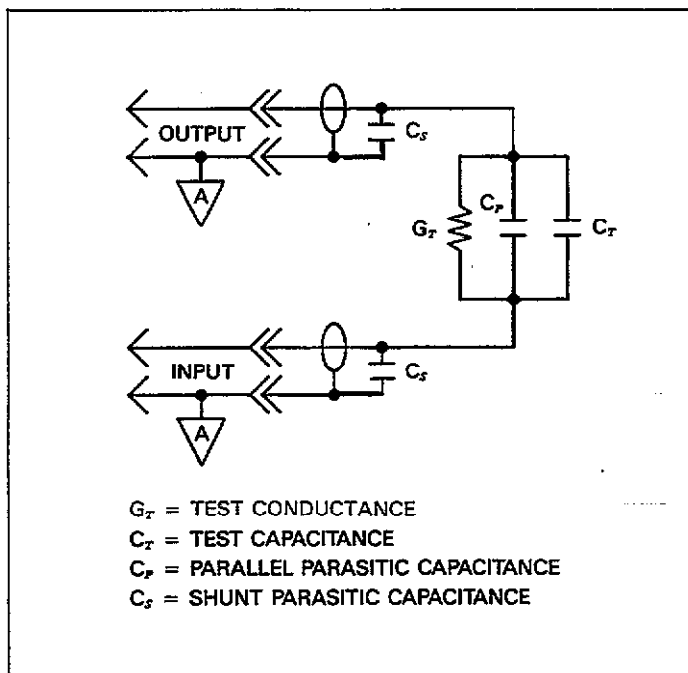 OUTPUT
C_S
A
C_P
G_T
C_T
INPUT
C_S
A
G_T = TEST CONDUCTANCE
C_T = TEST CAPACITANCE
C_P = PARALLEL PARASITIC CAPACITANCE
C_S = SHUNT PARASITIC CAPACITANCE